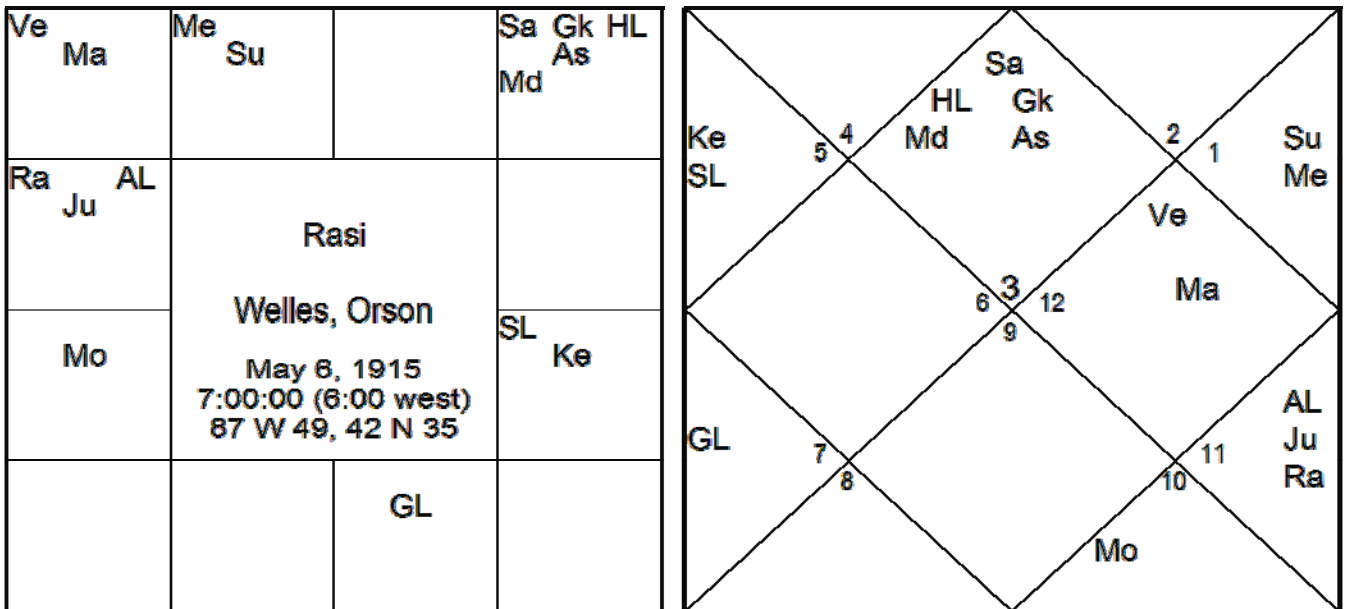 Ve
Ma
Me
Su
Sa Gk HL
As
Md
Ra AL
Ju
Rasi
Welles, Orson
May 6, 1915
7:00:00 (6:00 west)
87 W 49, 42 N 35
Mo
SL
Ke
GL
Sa
HL Gk
Md As
Ke
SL
5 4
2 1
Su
Me
Ve
Ma
6 3 12
9
GL
7
8
11
10
AL
Ju
Ra
Mo